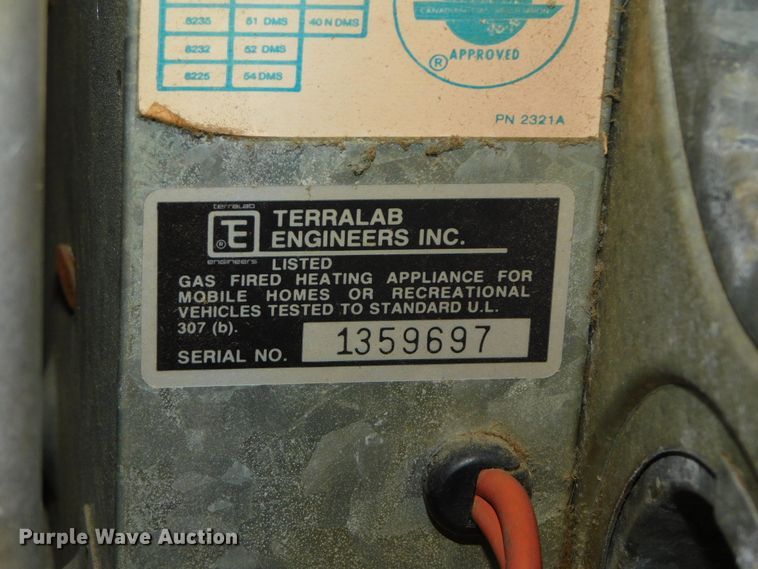 .8235 51 DMS 40 N DMS
.8232 52 DMS
.8225 54 DMS
APPROVED
®
PN 2321A
terralab
TE
®
engineers
TERRALAB
ENGINEERS INC.
LISTED
GAS FIRED HEATING APPLIANCE FOR
MOBILE HOMES OR RECREATIONAL
VEHICLES TESTED TO STANDARD U.L.
307 (b).
SERIAL NO. 1359697
Purple Wave Auction